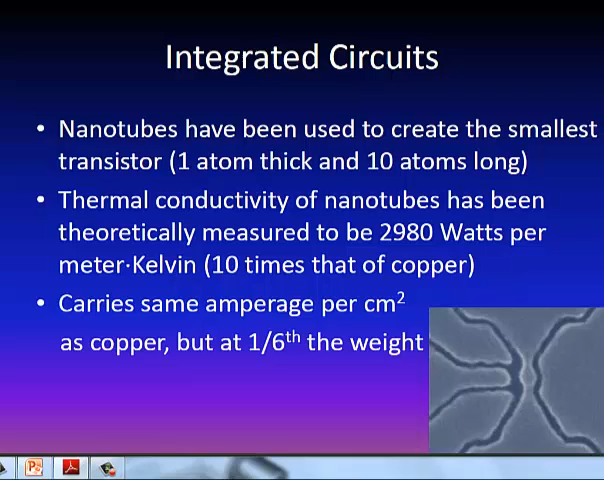 Integrated Circuits
• Nanotubes have been used to create the smallest
transistor (1 atom thick and 10 atoms long)
• Thermal conductivity of nanotubes has been
theoretically measured to be 2980 Watts per
meter·Kelvin (10 times that of copper)
• Carries same amperage per cm²
as copper, but at 1/6ᵗʰ the weight